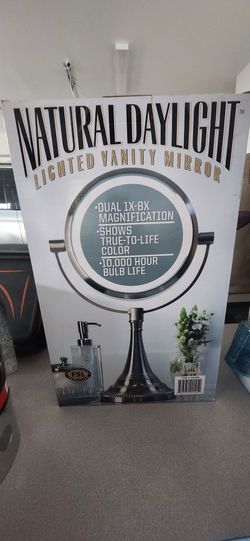 NATURAL DAYLIGHT
LIGHTED VANITY MIRROR
•DUAL 1X-8X
MAGNIFICATION
•SHOWS
TRUE-TO-LIFE
COLOR
•10,000 HOUR
BULB LIFE
FSL